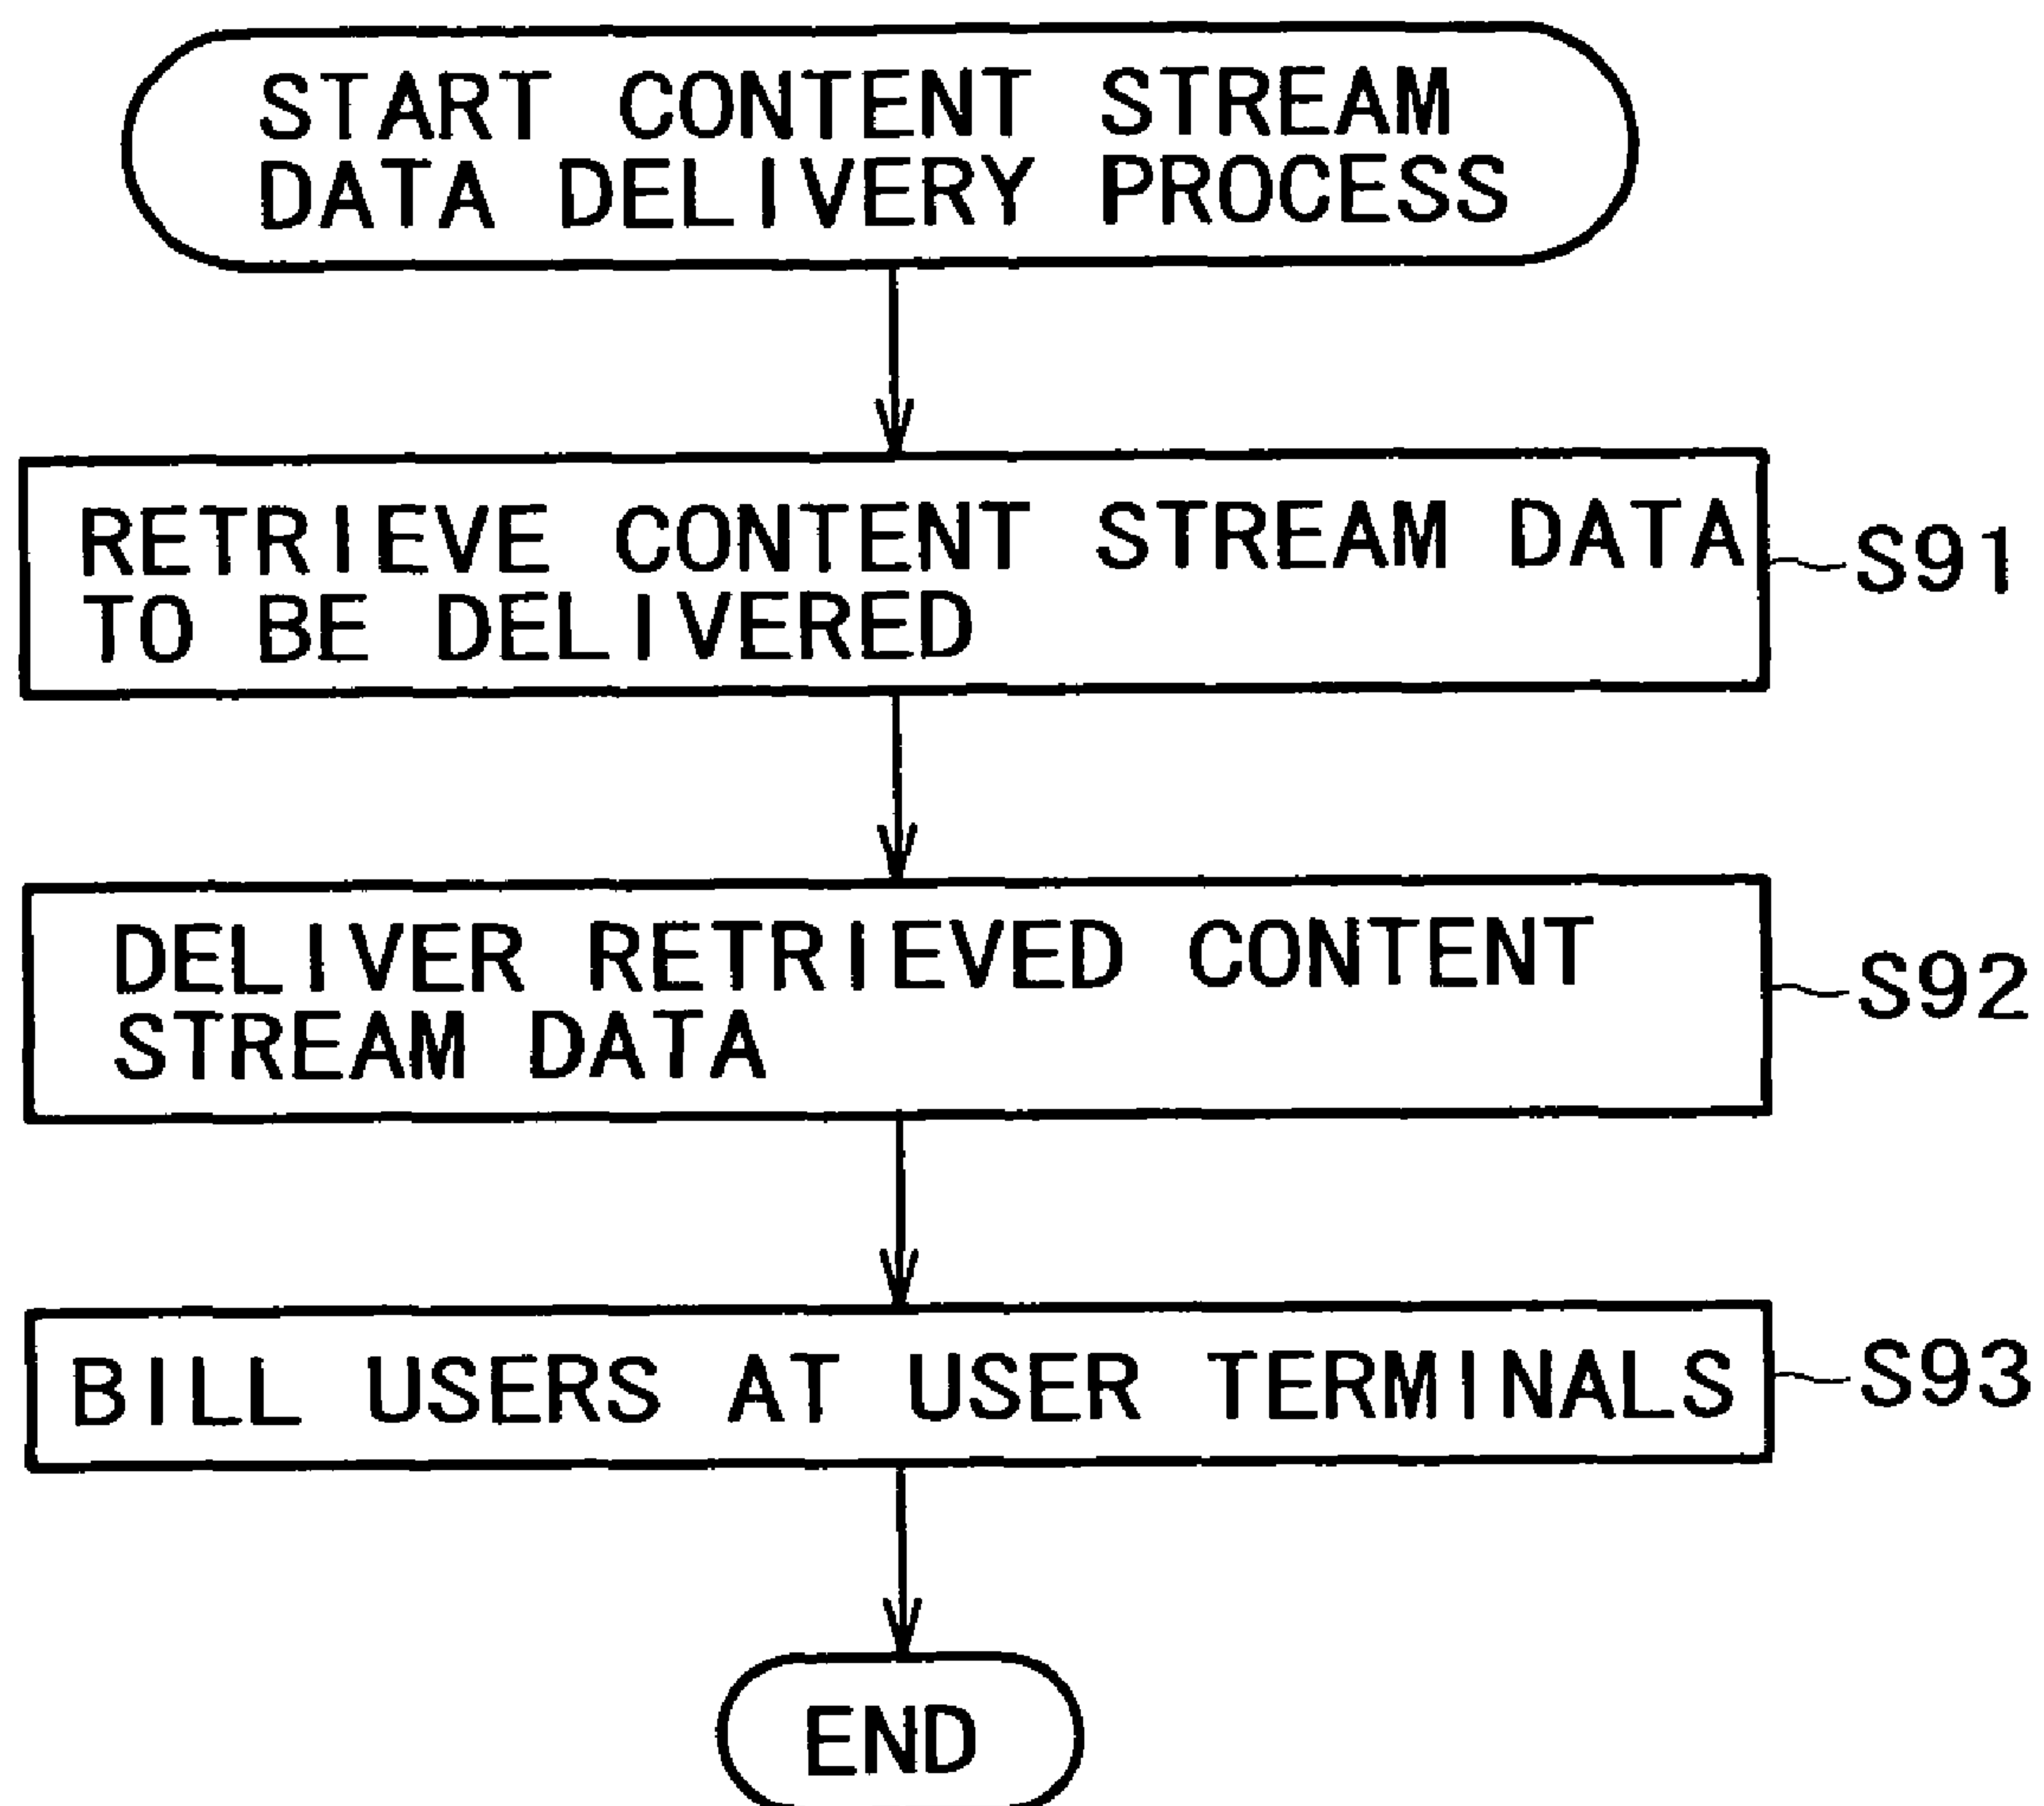 START CONTENT STREAM
DATA DELIVERY PROCESS
RETRIEVE CONTENT STREAM DATA
TO BE DELIVERED
S91
DELIVER RETRIEVED CONTENT
STREAM DATA
S92
BILL USERS AT USER TERMINALS
S93
END